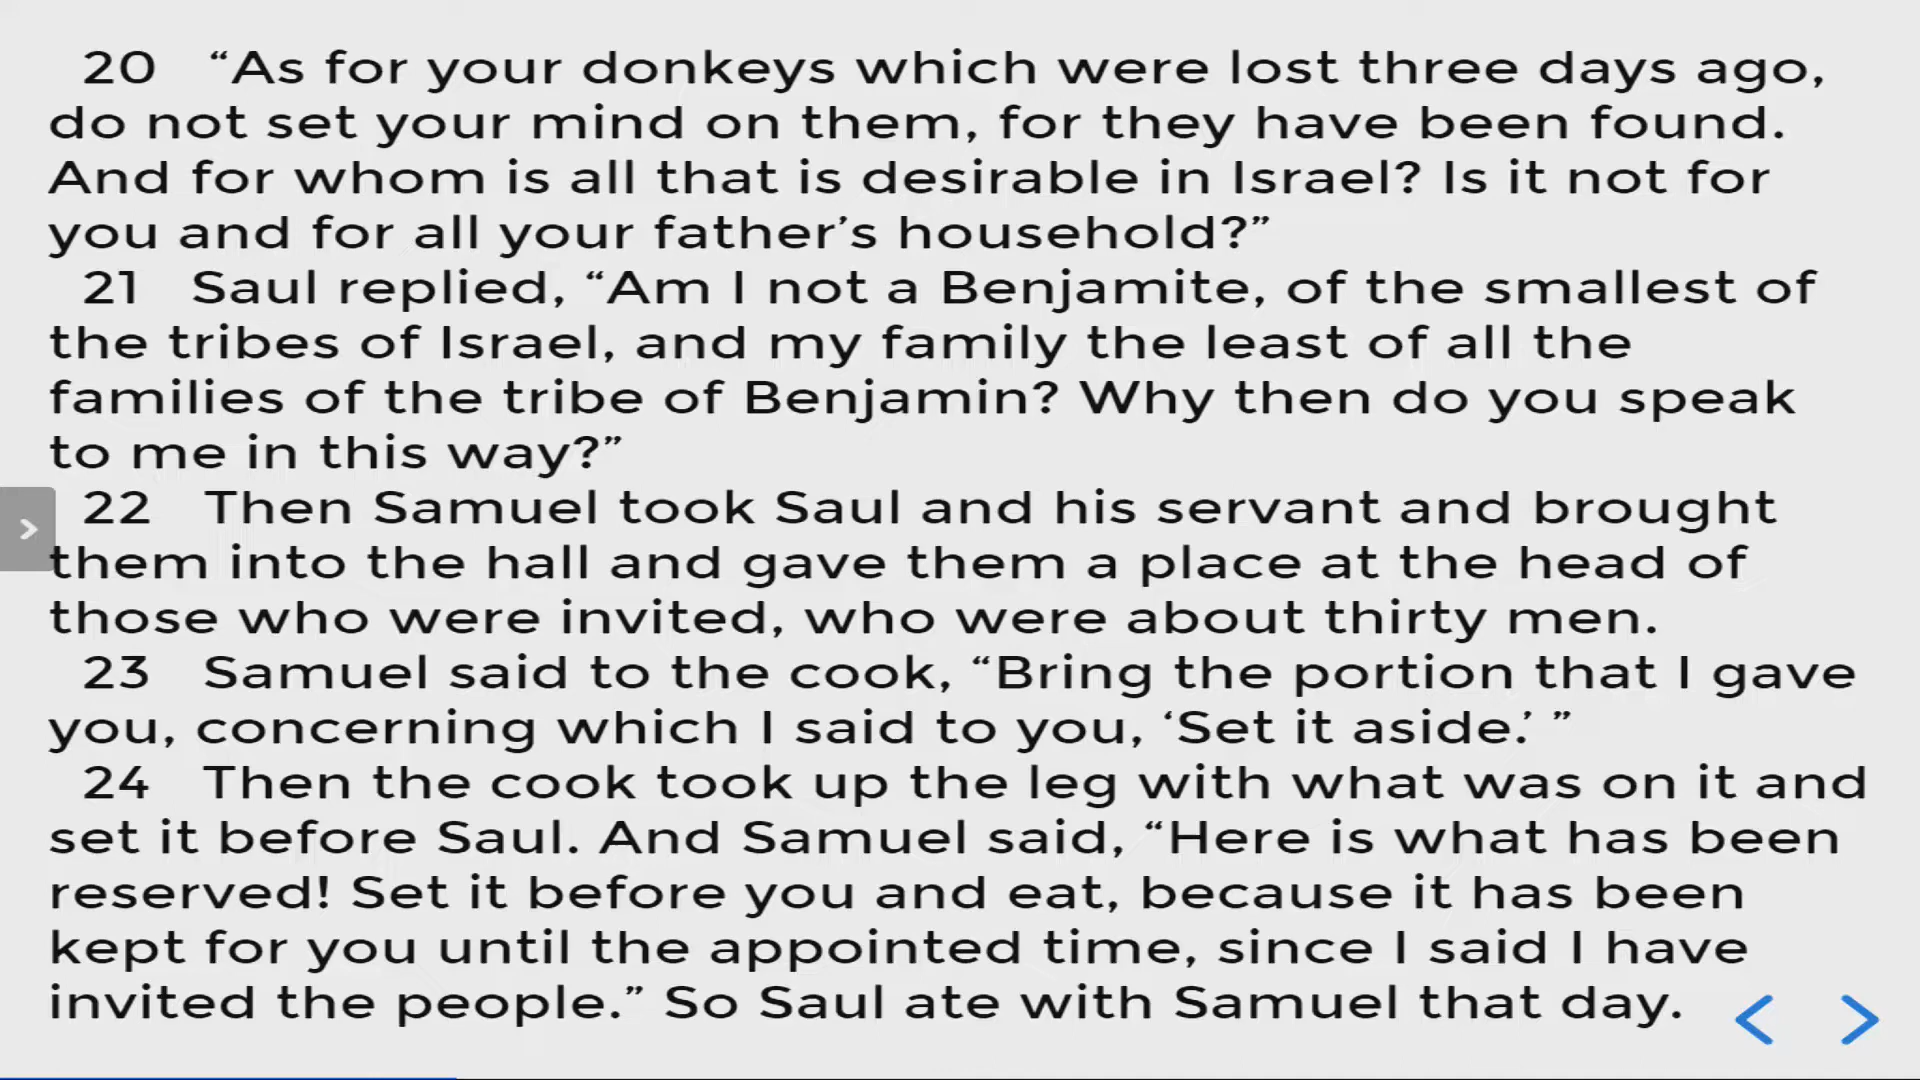 20 “As for your donkeys which were lost three days ago,
do not set your mind on them, for they have been found.
And for whom is all that is desirable in Israel? Is it not for
you and for all your father’s household?”
21 Saul replied, “Am I not a Benjamite, of the smallest of
the tribes of Israel, and my family the least of all the
families of the tribe of Benjamin? Why then do you speak
to me in this way?”
22 Then Samuel took Saul and his servant and brought
them into the hall and gave them a place at the head of
those who were invited, who were about thirty men.
23 Samuel said to the cook, “Bring the portion that I gave
you, concerning which I said to you, ‘Set it aside.’ ”
24 Then the cook took up the leg with what was on it and
set it before Saul. And Samuel said, “Here is what has been
reserved! Set it before you and eat, because it has been
kept for you until the appointed time, since I said I have
invited the people.” So Saul ate with Samuel that day.